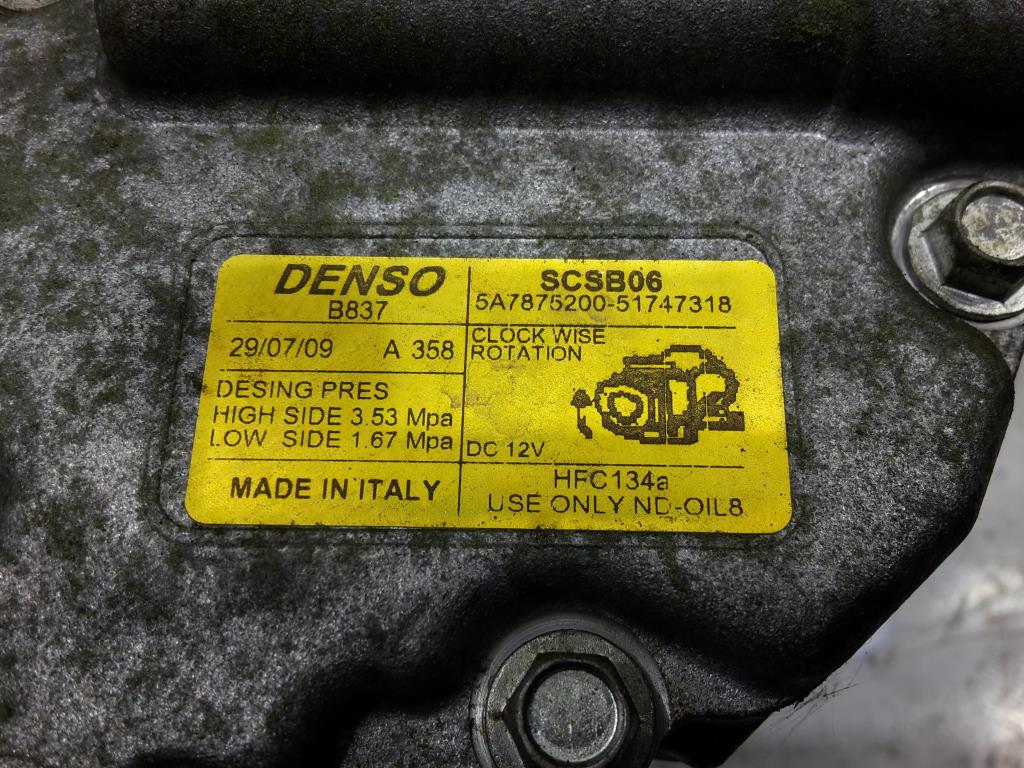 DENSO
B837
SCSB06
5A7875200-51747318
29/07/09 A 358
CLOCK WISE
ROTATION
DESING PRES
HIGH SIDE 3.53 Mpa
LOW SIDE 1.67 Mpa
DC 12V
MADE IN ITALY
HFC134a
USE ONLY ND-OIL8